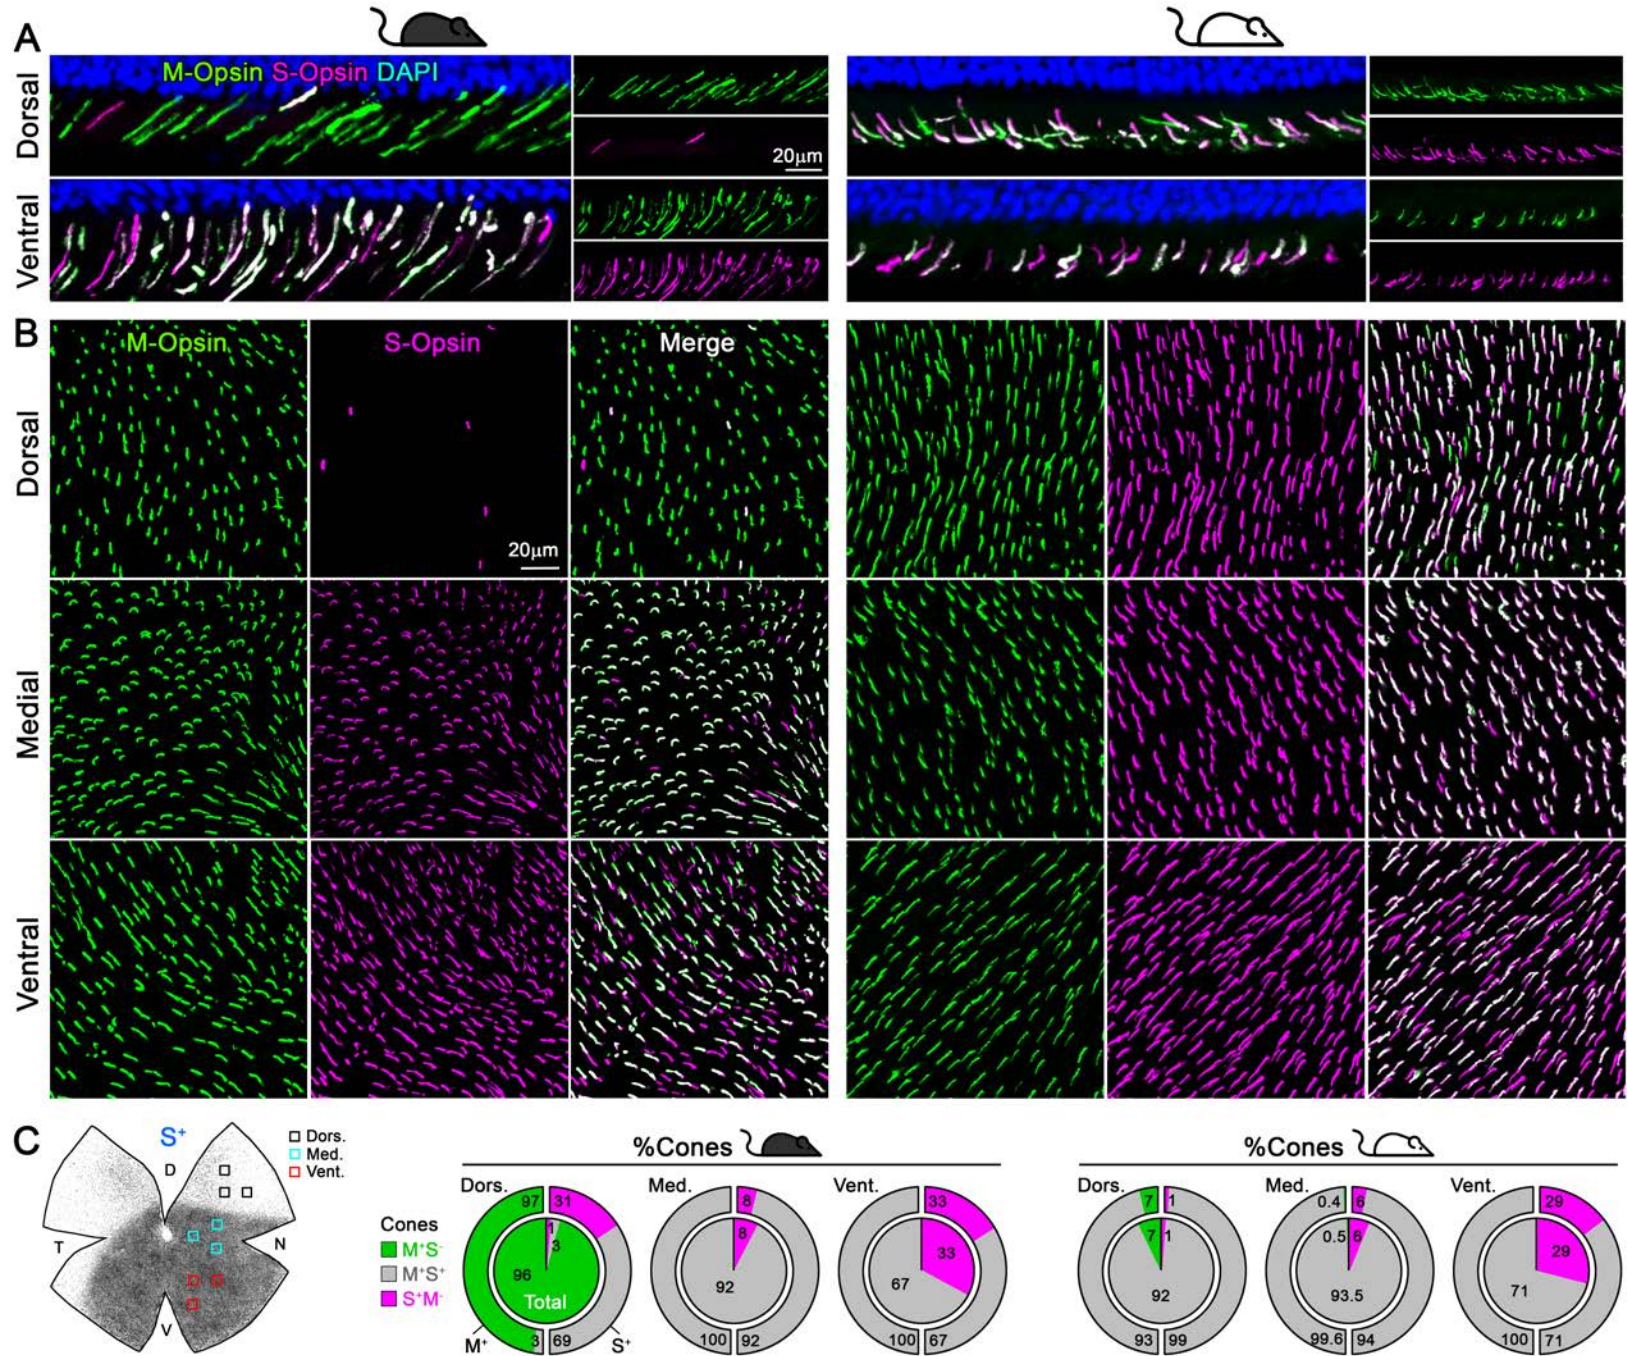 A
Dorsal
M-Opsin S-Opsin DAPI
20μm
Ventral
B
M-Opsin
S-Opsin
Merge
Dorsal
20μm
Medial
Ventral
C
S⁺
D
T
N
V
Dors.
Med.
Vent.
%Cones
Cones
M⁺S⁻
M⁺S⁺
S⁺M⁻
Dors.
97 31
1
3
96
Total
3 69
M⁺
S⁺
Med.
8
8
92
100 92
Vent.
33
33
67
100 67
%Cones
Dors.
7 1
7 1
92
93 99
Med.
0.4 6
0.5 6
93.5
99.6 94
Vent.
29
29
71
100 71